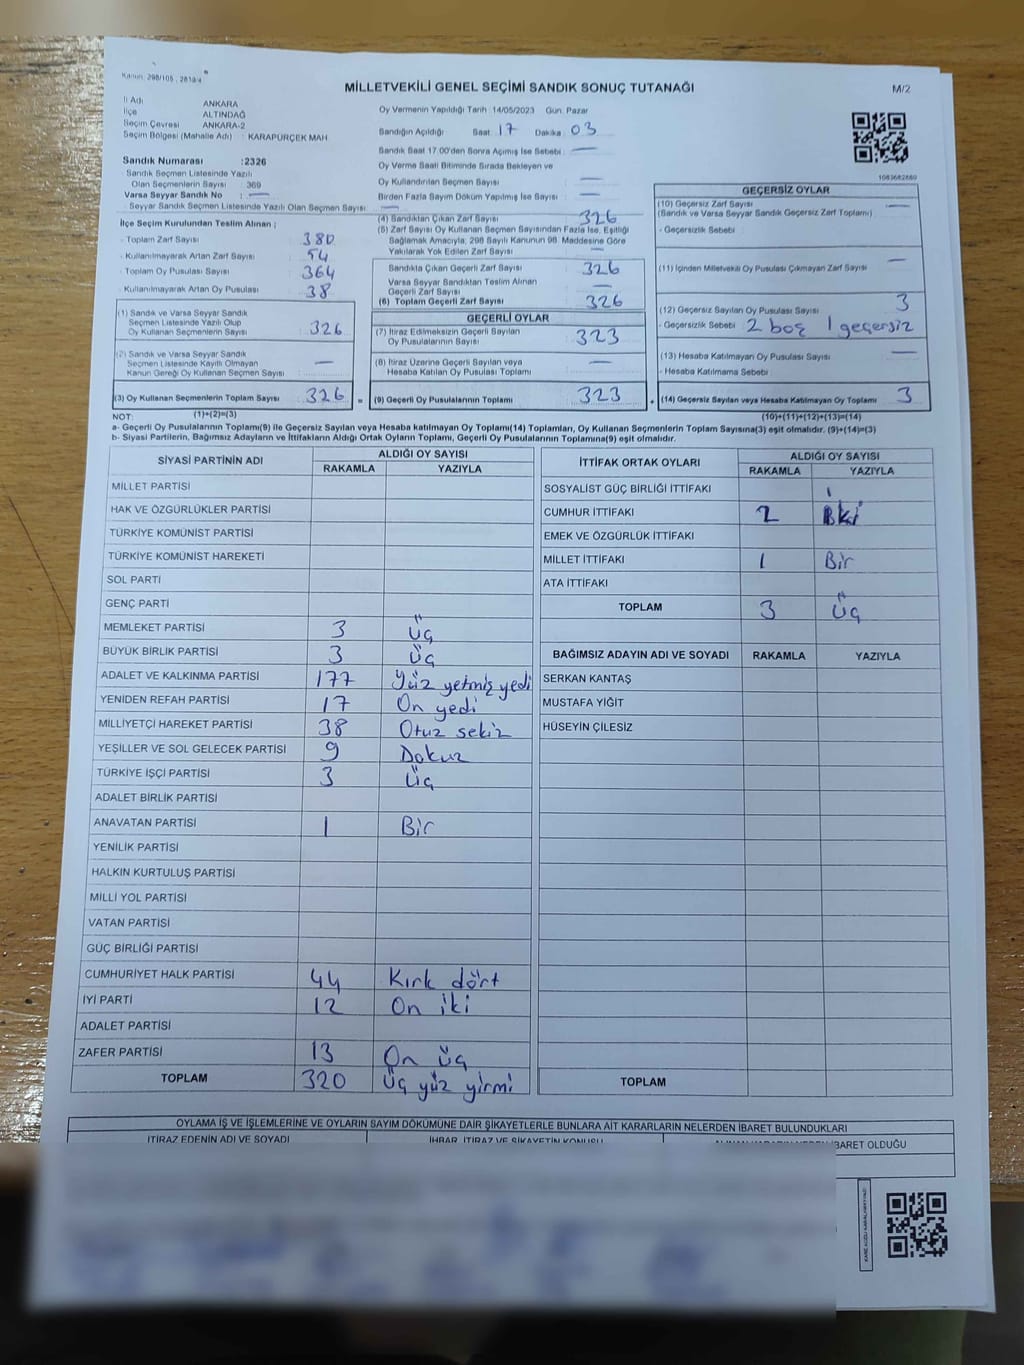 Kanun: 298/105, 2819/4
MİLLETVEKİLİ GENEL SEÇİMİ SANDIK SONUÇ TUTANAĞI
M/2
İl Adı ANKARA
İlçe ALTINDAĞ
Seçim Çevresi ANKARA-2
Seçim Bölgesi (Mahalle Adı) : KARAPÜRÇEK MAH
Sandık Numarası :2326
Sandık Seçmen Listesinde Yazılı
Olan Seçmenlerin Sayısı : 369
Varsa Seyyar Sandık No : —
Seyyar Sandık Seçmen Listesinde Yazılı Olan Seçmen Sayısı: —
Oy Vermenin Yapıldığı Tarih :14/05/2023 Gün: Pazar
Sandığın Açıldığı Saat 17 Dakika 03
Sandık Saat 17.00'den Sonra Açılmış İse Sebebi: —
Oy Verme Saati Bitiminde Sırada Bekleyen ve
Oy Kullandırılan Seçmen Sayısı —
Birden Fazla Sayım Döküm Yapılmış İse Sayısı: —
1083682880
İlçe Seçim Kurulundan Teslim Alınan ;
- Toplam Zarf Sayısı 380
- Kullanılmayarak Artan Zarf Sayısı 54
- Toplam Oy Pusulası Sayısı 364
- Kullanılmayarak Artan Oy Pusulası 38
(1) Sandık ve Varsa Seyyar Sandık
Seçmen Listesinde Yazılı Olup
Oy Kullanan Seçmenlerin Sayısı 326
(2) Sandık ve Varsa Seyyar Sandık
Seçmen Listesinde Kayıtlı Olmayan
Kanun Gereği Oy Kullanan Seçmen Sayısı : —
(3) Oy Kullanan Seçmenlerin Toplam Sayısı 326 =
(1)+(2)=(3)
(4) Sandıktan Çıkan Zarf Sayısı 326
(5) Zarf Sayısı Oy Kullanan Seçmen Sayısından Fazla İse, Eşitliği
Sağlamak Amacıyla, 298 Sayılı Kanunun 98. Maddesine Göre
Yakılarak Yok Edilen Zarf Sayısı —
Sandıkta Çıkan Geçerli Zarf Sayısı 326
Varsa Seyyar Sandıktan Teslim Alınan
Geçerli Zarf Sayısı —
(6) Toplam Geçerli Zarf Sayısı 326
GEÇERLİ OYLAR
(7) İtiraz Edilmeksizin Geçerli Sayılan
Oy Pusulalarının Sayısı: 323
(8) İtiraz Üzerine Geçerli Sayılan veya
Hesaba Katılan Oy Pusulası Toplamı —
(9) Geçerli Oy Pusulalarının Toplamı: 323 +
GEÇERSİZ OYLAR
(10) Geçersiz Zarf Sayısı —
(Sandık ve Varsa Seyyar Sandık Geçersiz Zarf Toplamı)
- Geçersizlik Sebebi
(11) İçinden Milletvekili Oy Pusulası Çıkmayan Zarf Sayısı —
(12) Geçersiz Sayılan Oy Pusulası Sayısı 3
- Geçersizlik Sebebi 2 boş 1 geçersiz
(13) Hesaba Katılmayan Oy Pusulası Sayısı —
- Hesaba Katılmama Sebebi :
(14) Geçersiz Sayılan veya Hesaba Katılmayan Oy Toplamı 3
(10)+(11)+(12)+(13)=(14)
NOT:
a- Geçerli Oy Pusulalarının Toplamı(9) ile Geçersiz Sayılan veya Hesaba Katılmayan Oy Toplamı(14) Toplamları, Oy Kullanan Seçmenlerin Toplam Sayısına(3) eşit olmalıdır. (9)+(14)=(3)
b- Siyasi Partilerin, Bağımsız Adayların ve İttifakların Aldığı Ortak Oyların Toplamı, Geçerli Oy Pusulalarının Toplamına(9) eşit olmalıdır.
SİYASİ PARTİNİN ADI ALDIĞI OY SAYISI
RAKAMLA YAZIYLA
MİLLET PARTİSİ
HAK VE ÖZGÜRLÜKLER PARTİSİ
TÜRKİYE KOMÜNİST PARTİSİ
TÜRKİYE KOMÜNİST HAREKETİ
SOL PARTİ
GENÇ PARTİ
MEMLEKET PARTİSİ 3 Üç
BÜYÜK BİRLİK PARTİSİ 3 Üç
ADALET VE KALKINMA PARTİSİ 177 Yüz yetmiş yedi
YENİDEN REFAH PARTİSİ 17 On yedi
MİLLİYETÇİ HAREKET PARTİSİ 38 Otuz sekiz
YEŞİLLER VE SOL GELECEK PARTİSİ 9 Dokuz
TÜRKİYE İŞÇİ PARTİSİ 3 Üç
ADALET BİRLİK PARTİSİ
ANAVATAN PARTİSİ 1 Bir
YENİLİK PARTİSİ
HALKIN KURTULUŞ PARTİSİ
MİLLİ YOL PARTİSİ
VATAN PARTİSİ
GÜÇ BİRLİĞİ PARTİSİ
CUMHURİYET HALK PARTİSİ 44 Kırk dört
İYİ PARTİ 12 On iki
ADALET PARTİSİ
ZAFER PARTİSİ 13 On üç
TOPLAM 320 Üç yüz yirmi
İTTİFAK ORTAK OYLARI ALDIĞI OY SAYISI
RAKAMLA YAZIYLA
SOSYALİST GÜÇ BİRLİĞİ İTTİFAKI
CUMHUR İTTİFAKI 2 İki
EMEK VE ÖZGÜRLÜK İTTİFAKI
MİLLET İTTİFAKI 1 Bir
ATA İTTİFAKI
TOPLAM 3 Üç
BAĞIMSIZ ADAYIN ADI VE SOYADI RAKAMLA YAZIYLA
SERKAN KANTAŞ
MUSTAFA YİĞİT
HÜSEYİN ÇİLESİZ
TOPLAM
OYLAMA İŞ VE İŞLEMLERİNE VE OYLARIN SAYIM DÖKÜMÜNE DAİR ŞİKAYETLERLE BUNLARA AİT KARARLARIN NELERDEN İBARET BULUNDUKLARI
İTİRAZ EDENİN ADI VE SOYADI İHBAR, İTİRAZ VE ŞİKAYETİN KONUSU İBARET OLDUĞU